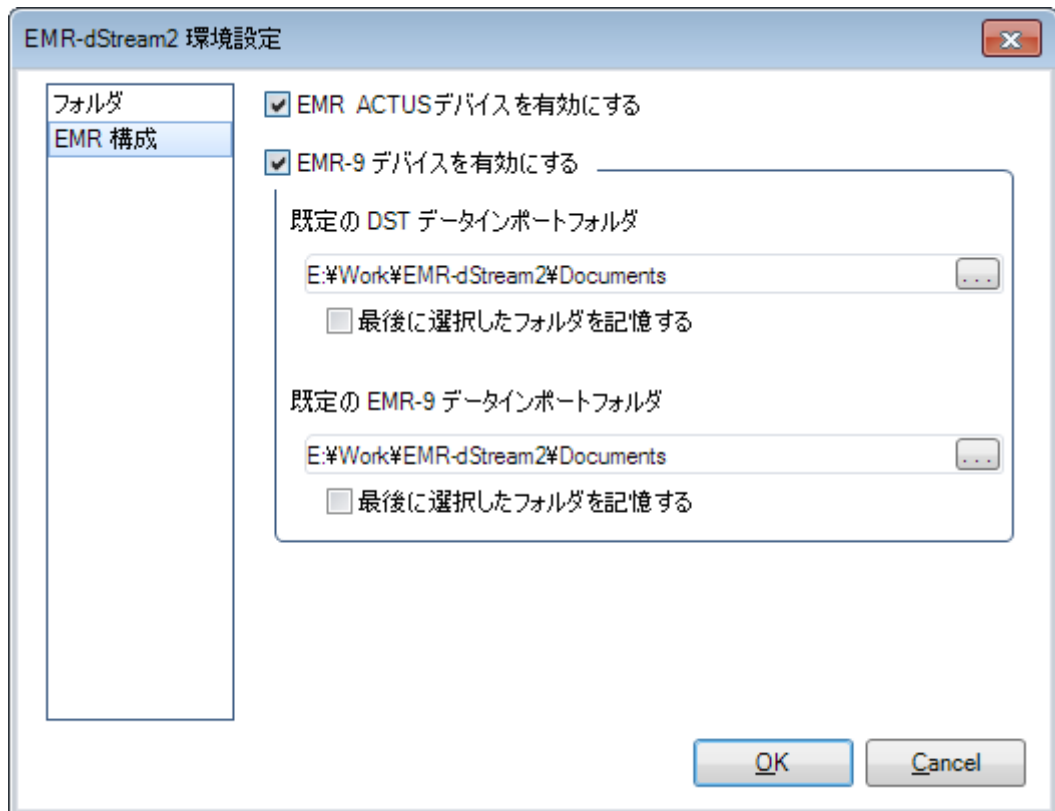 EMR-dStream2 環境設定
フォルダ
EMR 構成
EMR ACTUSデバイスを有効にする
EMR-9 デバイスを有効にする
既定の DST データインポートフォルダ
E:¥Work¥EMR-dStream2¥Documents
...
最後に選択したフォルダを記憶する
既定の EMR-9 データインポートフォルダ
E:¥Work¥EMR-dStream2¥Documents
...
最後に選択したフォルダを記憶する
OK
Cancel